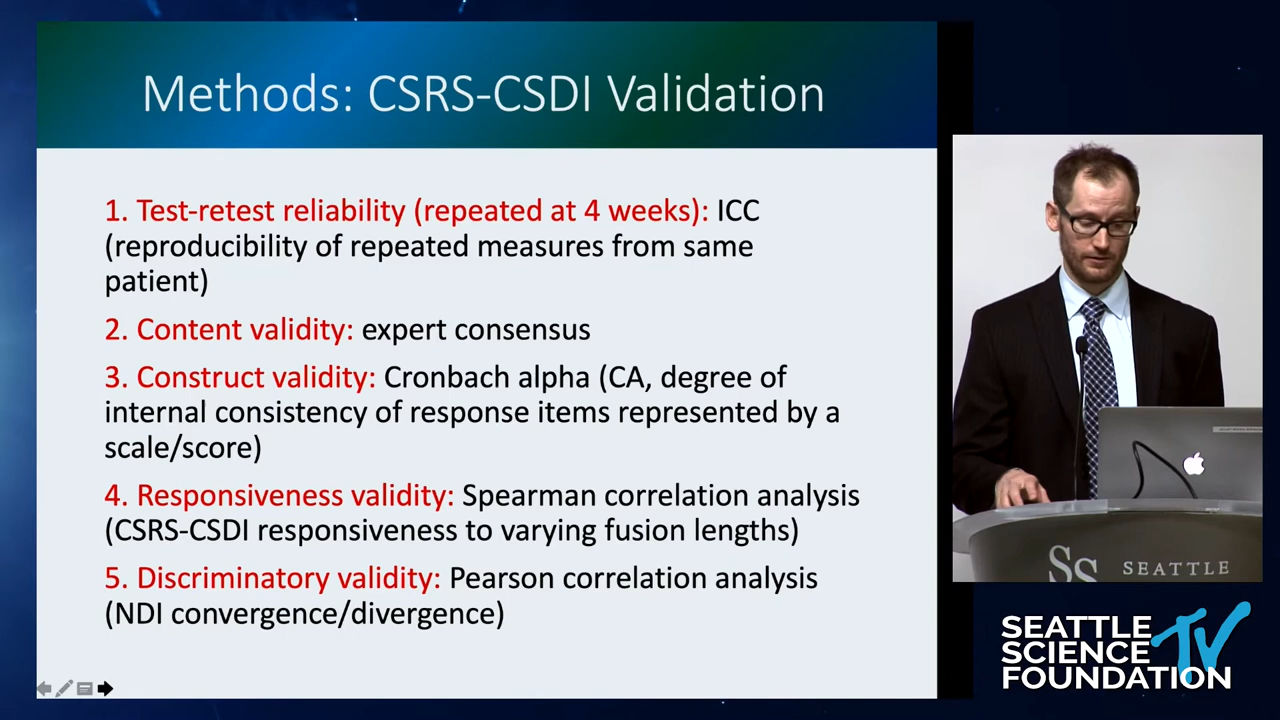 Methods: CSRS-CSDI Validation
1. Test-retest reliability (repeated at 4 weeks): ICC
(reproducibility of repeated measures from same
patient)
2. Content validity: expert consensus
3. Construct validity: Cronbach alpha (CA, degree of
internal consistency of response items represented by a
scale/score)
4. Responsiveness validity: Spearman correlation analysis
(CSRS-CSDI responsiveness to varying fusion lengths)
5. Discriminatory validity: Pearson correlation analysis
(NDI convergence/divergence)
SS SEATTLE
SEATTLE
SCIENCE TV
FOUNDATION